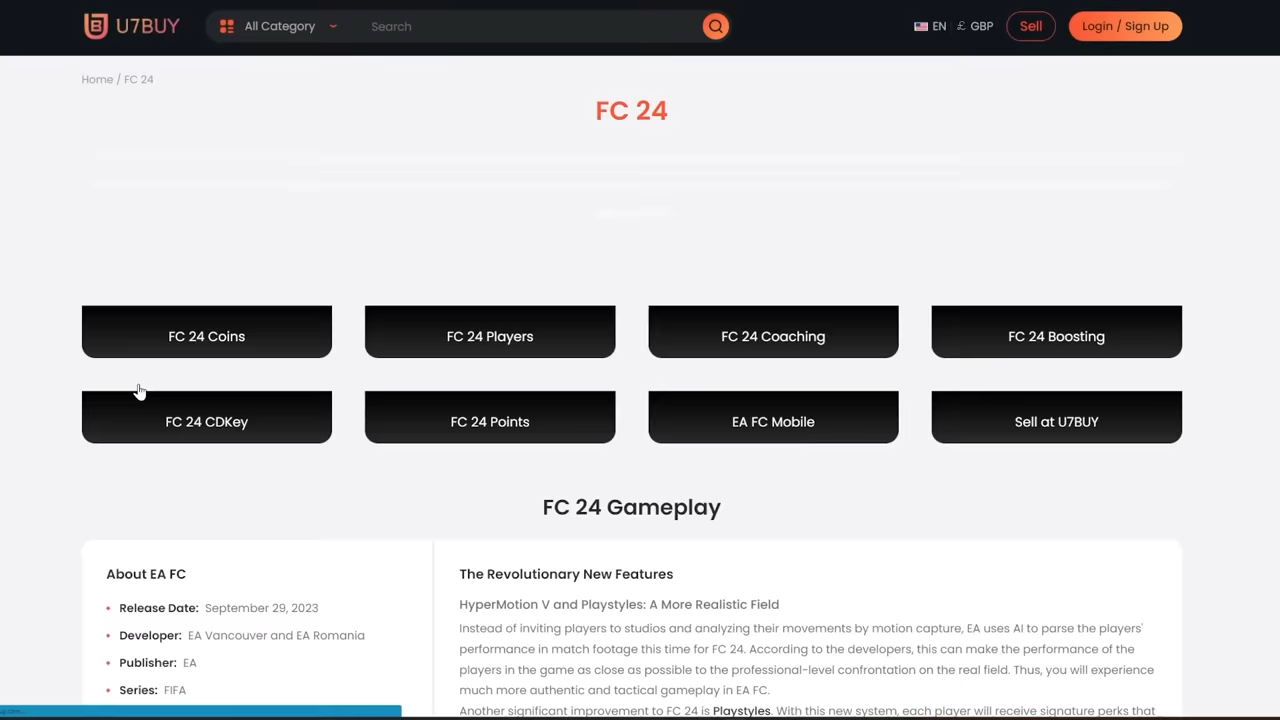 U7BUY
All Category
Search
EN
£ GBP
Sell
Login / Sign Up
Home / FC 24
FC 24
FC 24 Coins
FC 24 Players
FC 24 Coaching
FC 24 Boosting
FC 24 CDKey
FC 24 Points
EA FC Mobile
Sell at U7BUY
FC 24 Gameplay
About EA FC
Release Date: September 29, 2023
Developer: EA Vancouver and EA Romania
Publisher: EA
Series: FIFA
The Revolutionary New Features
HyperMotion V and Playstyles: A More Realistic Field
Instead of inviting players to studios and analyzing their movements by motion capture, EA uses AI to parse the players'
performance in match footage this time for FC 24. According to the developers, this can make the performance of the
players in the game as close as possible to the professional-level confrontation on the real field. Thus, you will experience
much more authentic and tactical gameplay in EA FC.
Another significant improvement to FC 24 is Playstyles. With this new system, each player will receive signature perks that